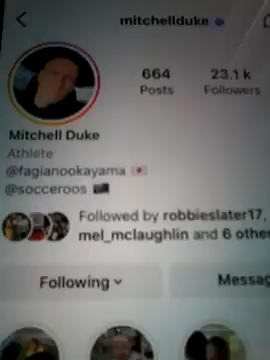 mitchellduke
664
23.1 k
Posts
Followers
Mitchell Duke
Athlete
@fagianookayama 🇯🇵
@socceroos 🇦🇺
Followed by robbieslater17,
mel_mclaughlin and 6 other
Following
Messag